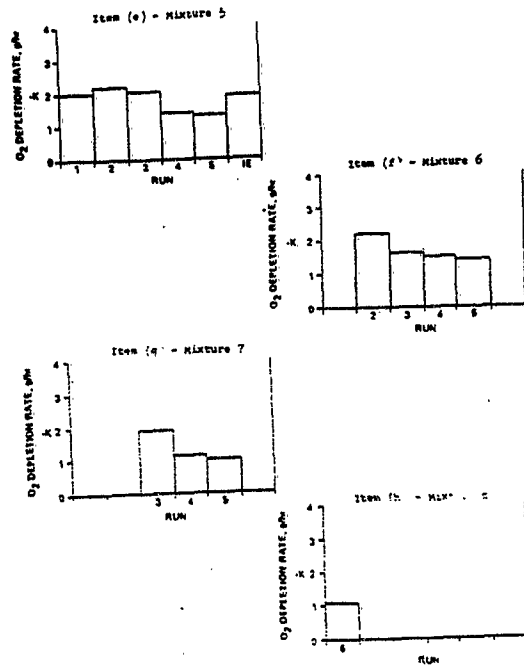 Item (e) - Mixture 5
O2 DEPLETION RATE, g/hr
-K
4
3
2
1
0
1 2 3 4 5 1E
RUN
Item (f) - Mixture 6
O2 DEPLETION RATE, g/hr
-K
4
3
2
1
0
2 3 4 5
RUN
Item (g - Mixture 7
O2 DEPLETION RATE, g/hr
-K
4
3
2
1
0
3 4 5
RUN
Item (h
O2 DEPLETION RATE, g/hr
-K
4
3
2
1
0
6
RUN